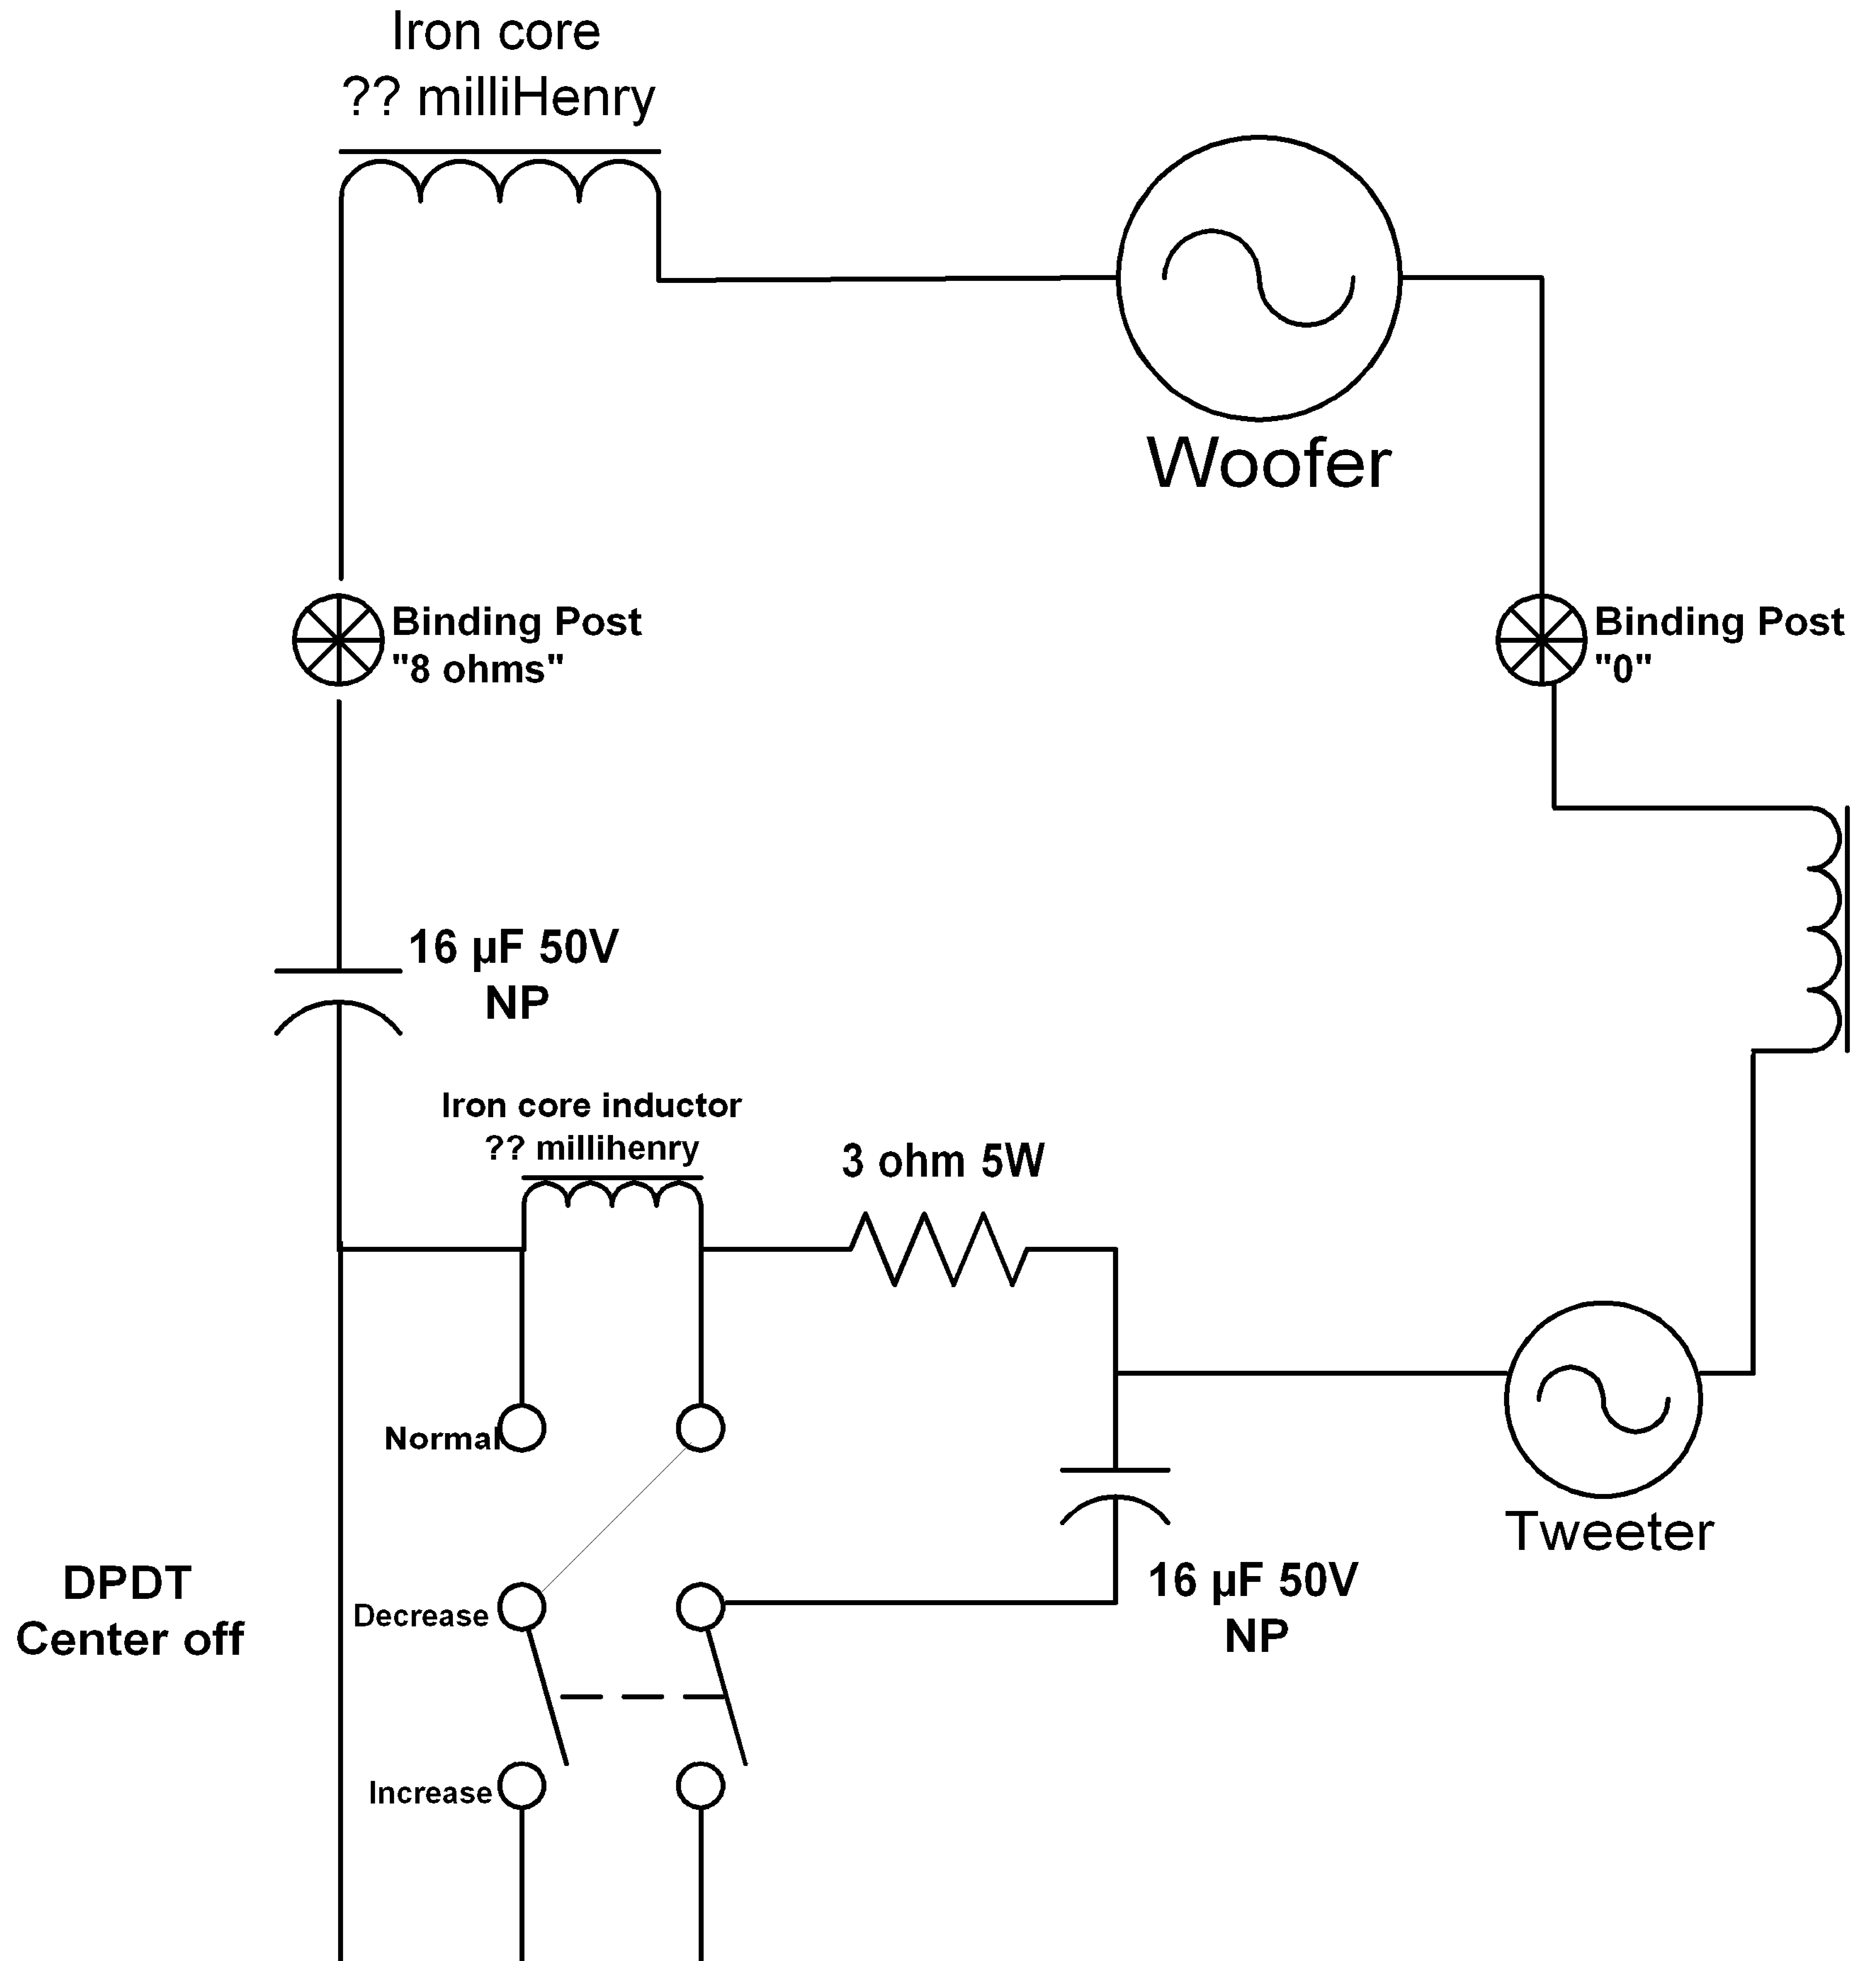 Iron core
?? milliHenry
Woofer
Binding Post
"8 ohms"
Binding Post
"0"
16 µF 50V
NP
Iron core inductor
?? millihenry
3 ohm 5W
Normal
Tweeter
DPDT
Center off
Decrease
16 µF 50V
NP
Increase